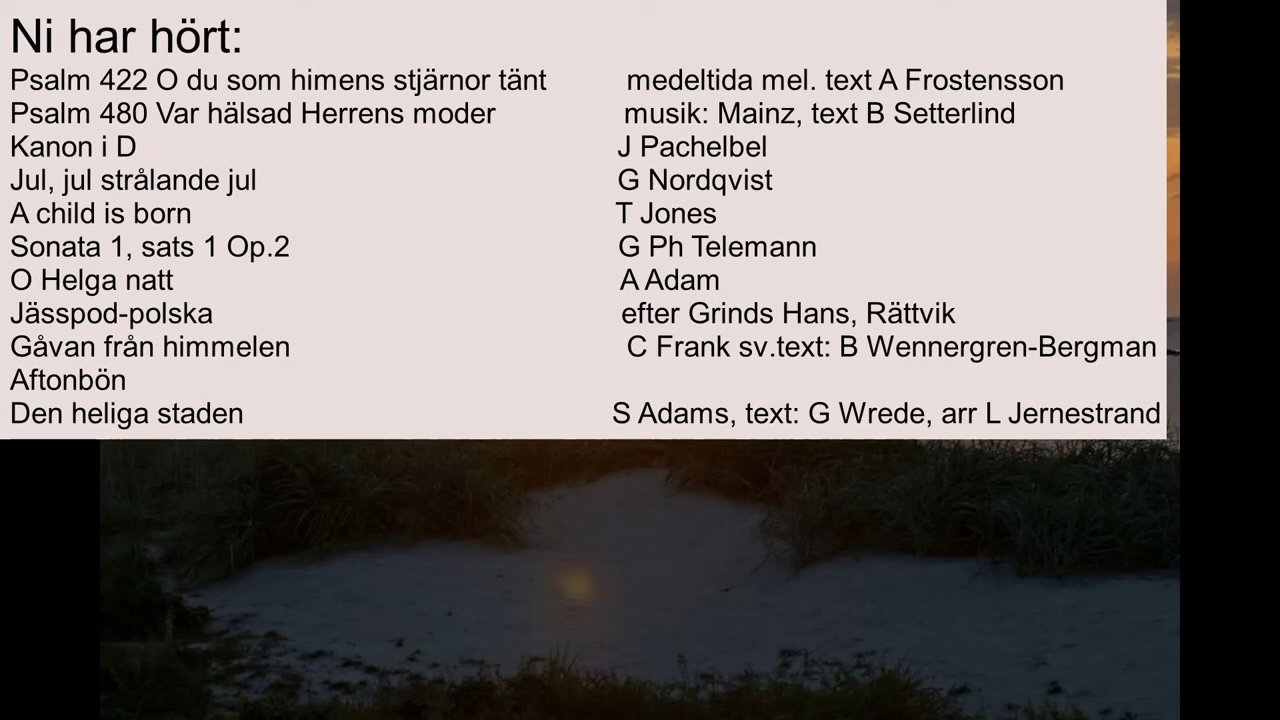 Ni har hört:
Psalm 422 O du som himens stjärnor tänt medeltida mel. text A Frostensson
Psalm 480 Var hälsad Herrens moder musik: Mainz, text B Setterlind
Kanon i D J Pachelbel
Jul, jul strålande jul G Nordqvist
A child is born T Jones
Sonata 1, sats 1 Op.2 G Ph Telemann
O Helga natt A Adam
Jässpod-polska efter Grinds Hans, Rättvik
Gåvan från himmelen C Frank sv.text: B Wennergren-Bergman
Aftonbön
Den heliga staden S Adams, text: G Wrede, arr L Jernestrand